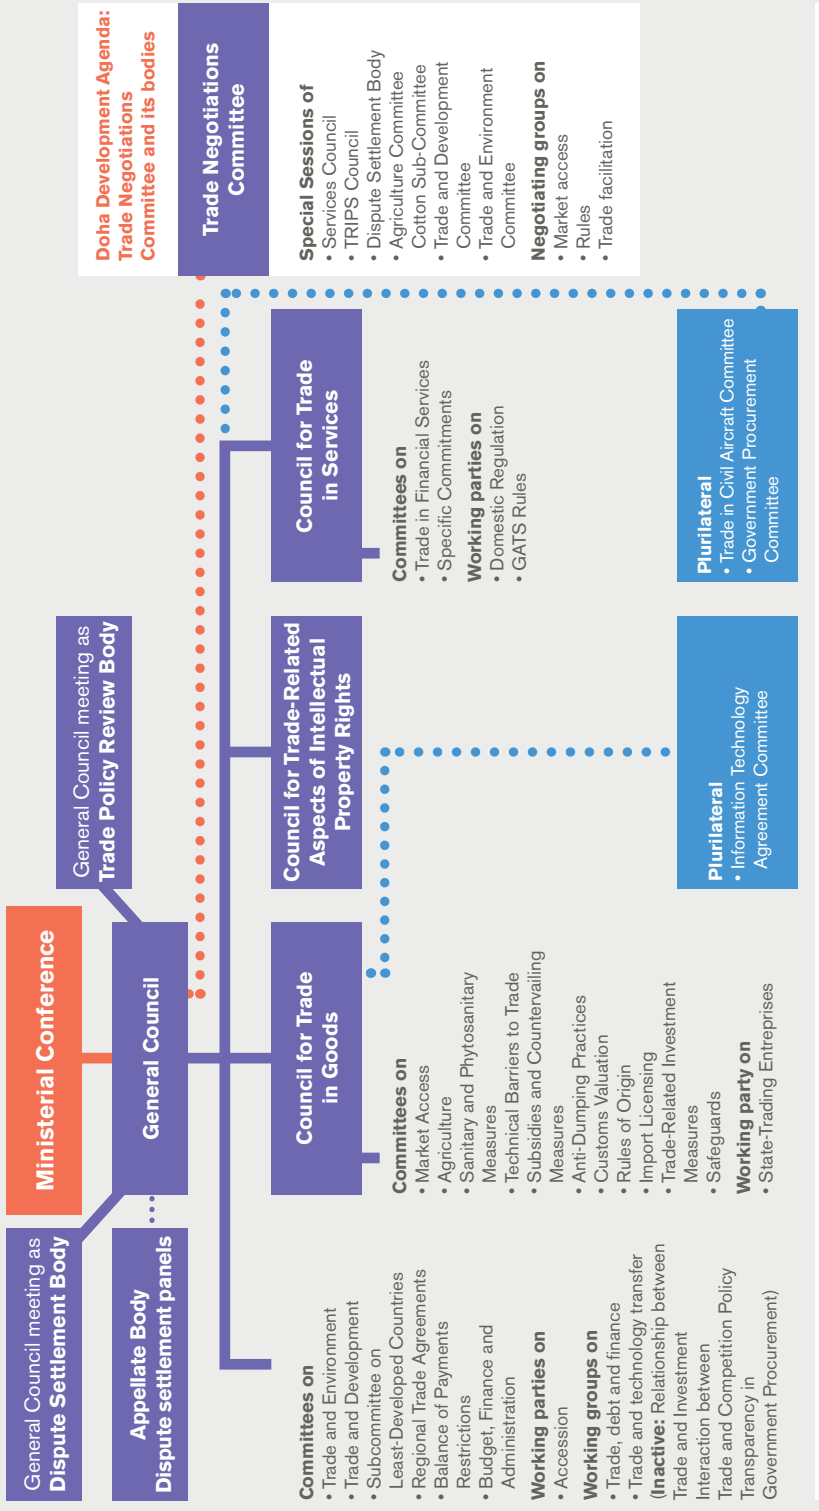 Ministerial Conference
General Council meeting as
Dispute Settlement Body
General Council
General Council meeting as
Trade Policy Review Body
Appellate Body
Dispute settlement panels
Doha Development Agenda:
Trade Negotiations
Committee and its bodies
Trade Negotiations
Committee
Special Sessions of
• Services Council
• TRIPS Council
• Dispute Settlement Body
• Agriculture Committee
Cotton Sub-Committee
• Trade and Development
Committee
• Trade and Environment
Committee
Negotiating groups on
• Market access
• Rules
• Trade facilitation
Committees on
• Trade and Environment
• Trade and Development
• Subcommittee on
Least-Developed Countries
• Regional Trade Agreements
• Balance of Payments
Restrictions
• Budget, Finance and
Administration
Working parties on
• Accession
Working groups on
• Trade, debt and finance
• Trade and technology transfer
(Inactive: Relationship between
Trade and Investment
Interaction between
Trade and Competition Policy
Transparency in
Government Procurement)
Council for Trade
in Goods
Committees on
• Market Access
• Agriculture
• Sanitary and Phytosanitary
Measures
• Technical Barriers to Trade
• Subsidies and Countervailing
Measures
• Anti-Dumping Practices
• Customs Valuation
• Rules of Origin
• Import Licensing
• Trade-Related Investment
Measures
• Safeguards
Working party on
• State-Trading Entreprises
Council for Trade-Related
Aspects of Intellectual
Property Rights
Council for Trade
in Services
Committees on
• Trade in Financial Services
• Specific Commitments
Working parties on
• Domestic Regulation
• GATS Rules
Plurilateral
• Information Technology
Agreement Committee
Plurilateral
• Trade in Civil Aircraft Committee
• Government Procurement
Committee